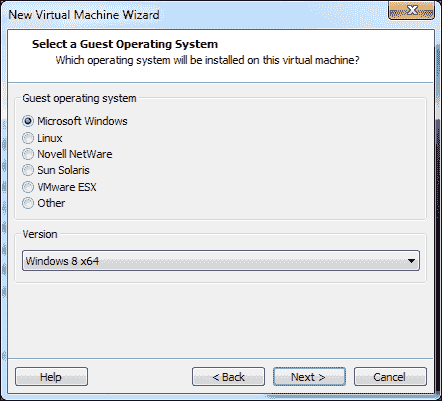 New Virtual Machine Wizard
Select a Guest Operating System
Which operating system will be installed on this virtual machine?
Guest operating system
Microsoft Windows
Linux
Novell NetWare
Sun Solaris
VMware ESX
Other
Version
Windows 8 x64
Help
< Back
Next >
Cancel